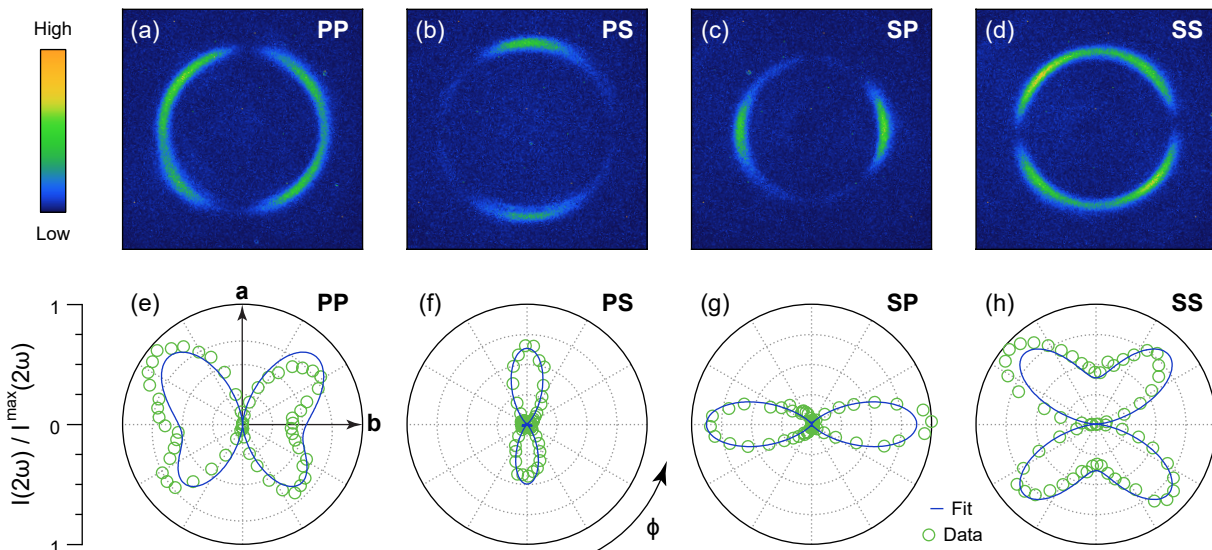 High
Low
(a) PP
(b) PS
(c) SP
(d) SS
I(2ω) / I^max(2ω)
1
0
1
(e) PP
a
b
(f) PS
ϕ
(g) SP
(h) SS
– Fit
○ Data